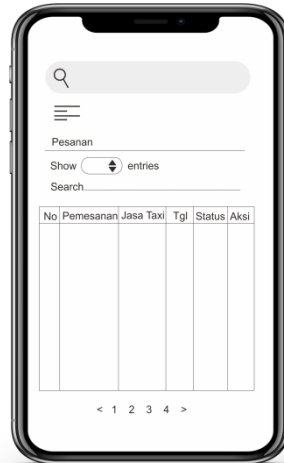 Pesanan
Show entries
Search
No Pemesanan Jasa Taxi Tgl Status Aksi
< 1 2 3 4 >